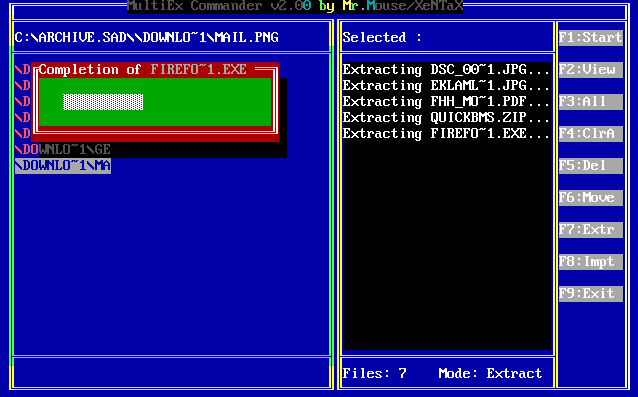 MultiEx Commander v2.00 by Mr.Mouse/XeNTaX
C:\ARCHIVE.SAD\\DOWNLO~1\MAIL.PNG
Selected :
F1:Start
F2:View
F3:All
F4:ClrA
F5:Del
F6:Move
F7:Extr
F8:Impt
F9:Exit
\D
Completion of FIREFO~1.EXE
\D
\D
\D
\D
\DOWNLO~1\GE
\DOWNLO~1\MA
Extracting DSC_00~1.JPG...
Extracting EKLAML~1.JPG...
Extracting FHH_MO~1.PDF...
Extracting QUICKBMS.ZIP...
Extracting FIREFO~1.EXE...
Files: 7 Mode: Extract